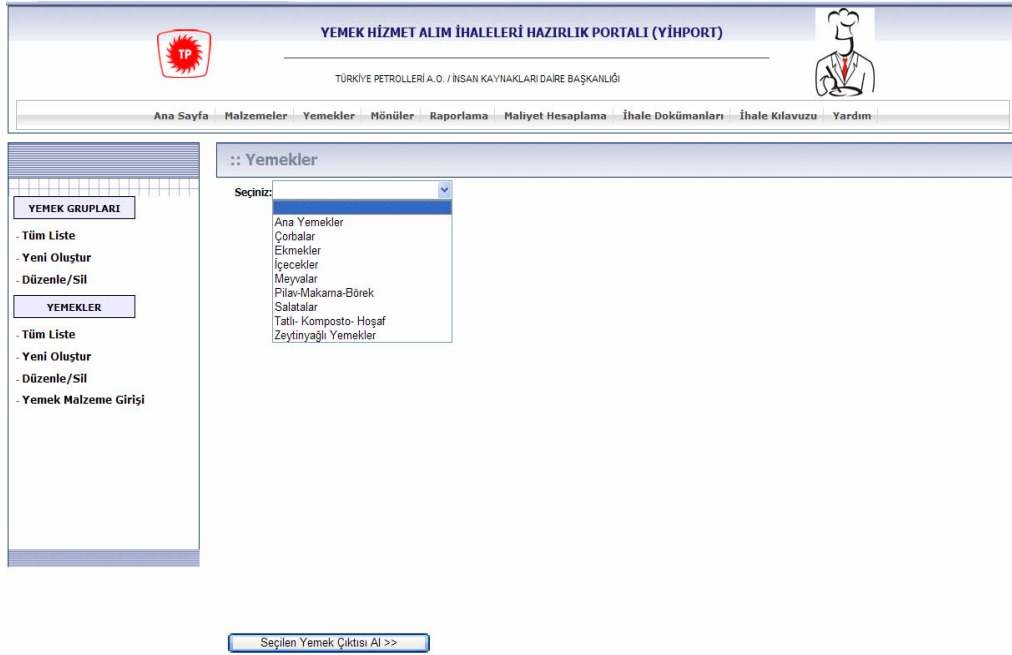 YEMEK HİZMET ALIM İHALELERİ HAZIRLIK PORTALI (YİHPORT)
TP
TÜRKİYE PETROLLERİ A.O. / İNSAN KAYNAKLARI DAİRE BAŞKANLIĞI
Ana Sayfa Malzemeler Yemekler Mönüler Raporlama Maliyet Hesaplama İhale Dokümanları İhale Kılavuzu Yardım
:: Yemekler
YEMEK GRUPLARI
- Tüm Liste
- Yeni Oluştur
- Düzenle/Sil
YEMEKLER
- Tüm Liste
- Yeni Oluştur
- Düzenle/Sil
- Yemek Malzeme Girişi
Seçiniz:
Ana Yemekler
Çorbalar
Ekmekler
İçecekler
Meyvalar
Pilav-Makarna-Börek
Salatalar
Tatlı- Komposto- Hoşaf
Zeytinyağlı Yemekler
Seçilen Yemek Çıktısı Al >>